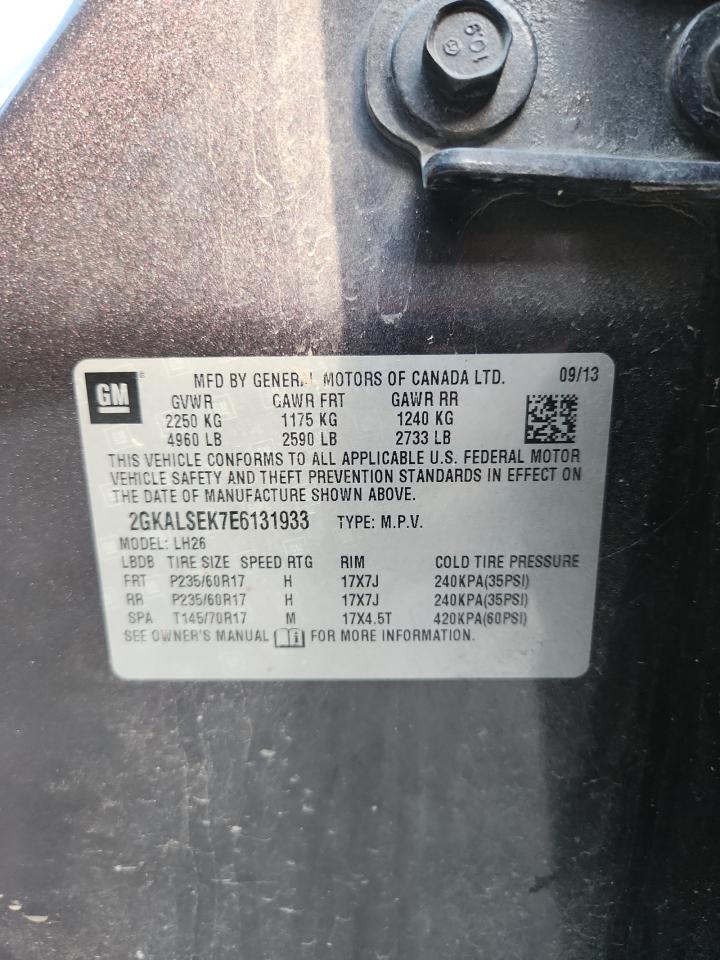 10.9
GM ® MFD BY GENERAL MOTORS OF CANADA LTD. 09/13
GVWR GAWR FRT GAWR RR
2250 KG 1175 KG 1240 KG
4960 LB 2590 LB 2733 LB
THIS VEHICLE CONFORMS TO ALL APPLICABLE U.S. FEDERAL MOTOR
VEHICLE SAFETY AND THEFT PREVENTION STANDARDS IN EFFECT ON
THE DATE OF MANUFACTURE SHOWN ABOVE.
2GKALSEK7E6131933 TYPE: M.P.V.
MODEL: LH26
LBDB TIRE SIZE SPEED RTG RIM COLD TIRE PRESSURE
FRT P235/60R17 H 17X7J 240KPA(35PSI)
RR P235/60R17 H 17X7J 240KPA(35PSI)
SPA T145/70R17 M 17X4.5T 420KPA(60PSI)
SEE OWNER'S MANUAL FOR MORE INFORMATION.